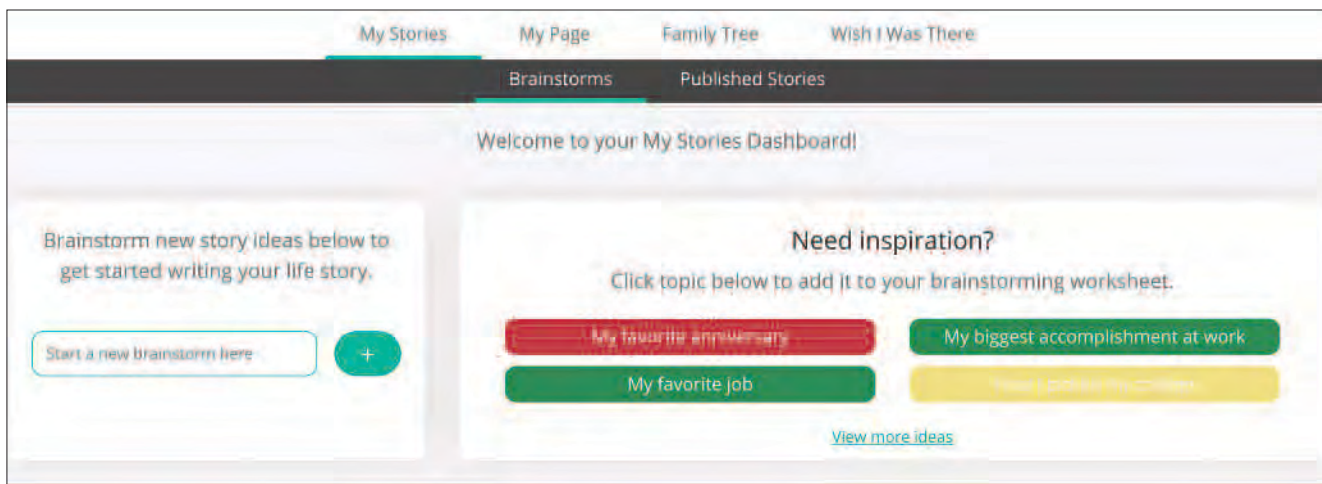 My Stories My Page Family Tree Wish I Was There
Brainstorms Published Stories
Welcome to your My Stories Dashboard!
Brainstorm new story ideas below to
get started writing your life story.
Start a new brainstorm here +
Need inspiration?
Click topic below to add it to your brainstorming worksheet.
My favorite anniversary My biggest accomplishment at work
My favorite job
View more ideas